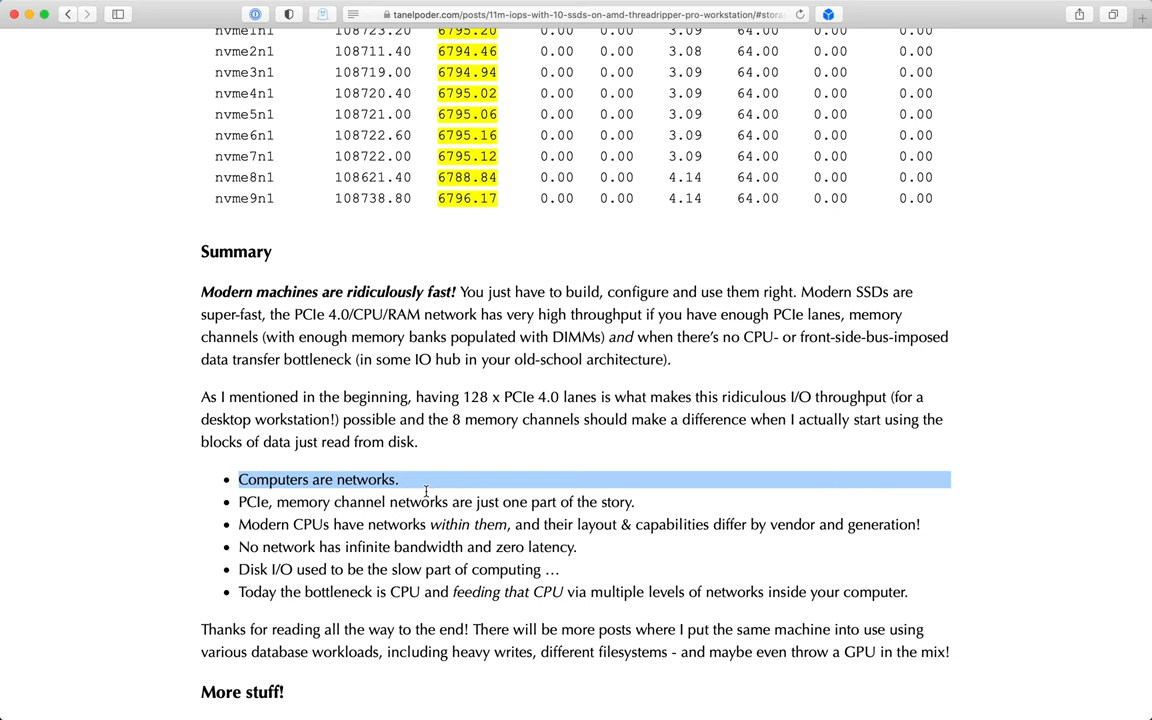 tanelpoder.com/posts/11m-iops-with-10-ssds-on-amd-threadripper-pro-workstation/#stora
nvme1n1 108723.20 6795.20 0.00 0.00 3.09 64.00 0.00 0.00
nvme2n1 108711.40 6794.46 0.00 0.00 3.08 64.00 0.00 0.00
nvme3n1 108719.00 6794.94 0.00 0.00 3.09 64.00 0.00 0.00
nvme4n1 108720.40 6795.02 0.00 0.00 3.09 64.00 0.00 0.00
nvme5n1 108721.00 6795.06 0.00 0.00 3.09 64.00 0.00 0.00
nvme6n1 108722.60 6795.16 0.00 0.00 3.09 64.00 0.00 0.00
nvme7n1 108722.00 6795.12 0.00 0.00 3.09 64.00 0.00 0.00
nvme8n1 108621.40 6788.84 0.00 0.00 4.14 64.00 0.00 0.00
nvme9n1 108738.80 6796.17 0.00 0.00 4.14 64.00 0.00 0.00
Summary
Modern machines are ridiculously fast! You just have to build, configure and use them right. Modern SSDs are
super-fast, the PCIe 4.0/CPU/RAM network has very high throughput if you have enough PCIe lanes, memory
channels (with enough memory banks populated with DIMMs) and when there's no CPU- or front-side-bus-imposed
data transfer bottleneck (in some IO hub in your old-school architecture).
As I mentioned in the beginning, having 128 x PCIe 4.0 lanes is what makes this ridiculous I/O throughput (for a
desktop workstation!) possible and the 8 memory channels should make a difference when I actually start using the
blocks of data just read from disk.
• Computers are networks.
• PCIe, memory channel networks are just one part of the story.
• Modern CPUs have networks within them, and their layout & capabilities differ by vendor and generation!
• No network has infinite bandwidth and zero latency.
• Disk I/O used to be the slow part of computing …
• Today the bottleneck is CPU and feeding that CPU via multiple levels of networks inside your computer.
Thanks for reading all the way to the end! There will be more posts where I put the same machine into use using
various database workloads, including heavy writes, different filesystems - and maybe even throw a GPU in the mix!
More stuff!